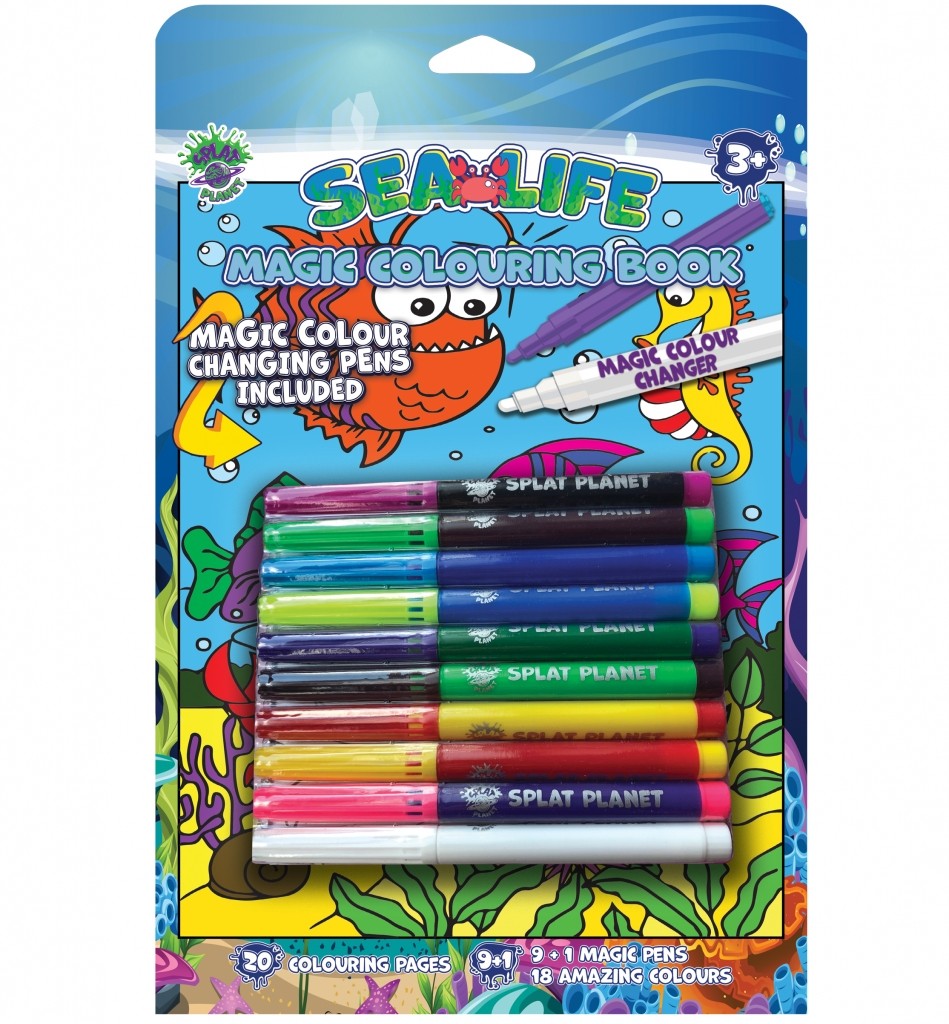 SPLAT
PLANET
3+
SEA LIFE
MAGIC COLOURING BOOK
MAGIC COLOUR
CHANGING PENS
INCLUDED
MAGIC COLOUR
CHANGER
SPLAT PLANET
SPLAT PLANET
SPLAT PLANET
SPLAT PLANET
SPLAT PLANET
SPLAT PLANET
SPLAT PLANET
20 COLOURING PAGES
9+1
9 + 1 MAGIC PENS
18 AMAZING COLOURS